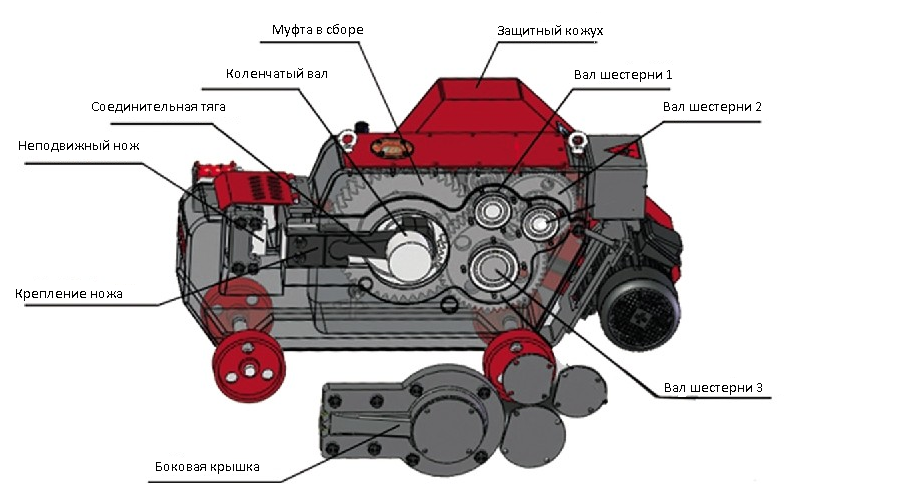 Муфта в сборе
Защитный кожух
Коленчатый вал
Вал шестерни 1
Соединительная тяга
Вал шестерни 2
Неподвижный нож
Крепление ножа
Вал шестерни 3
Боковая крышка